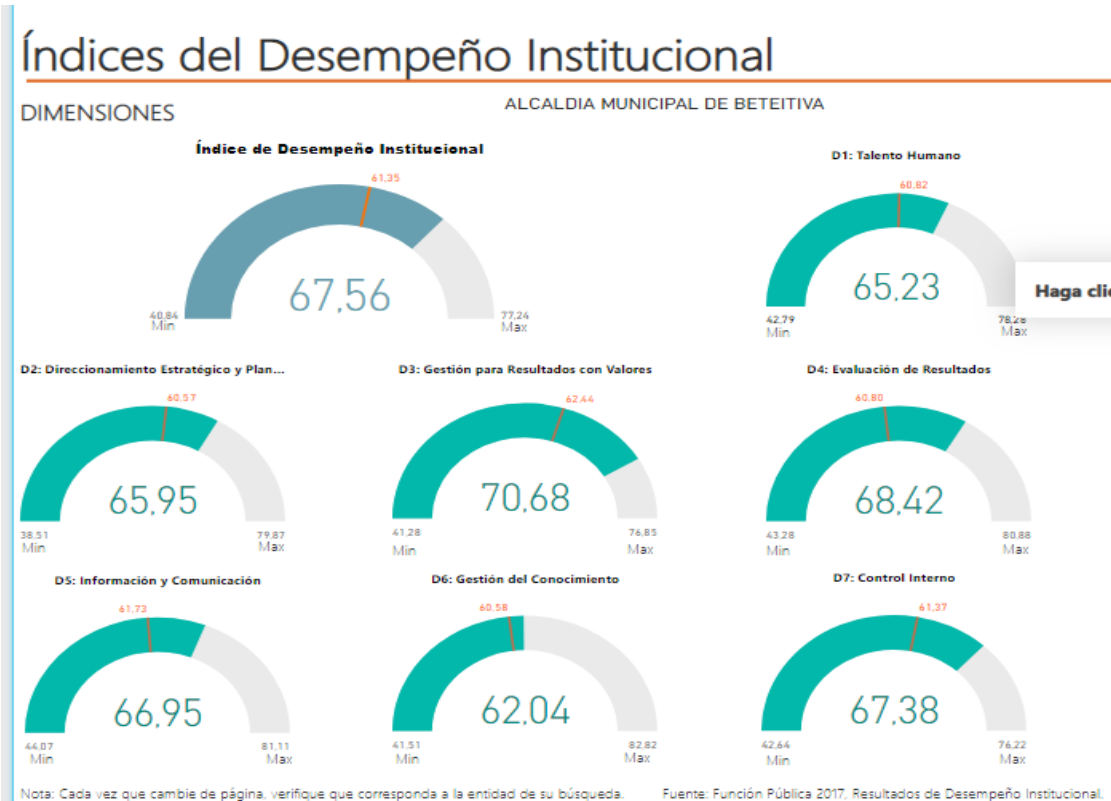 Índices del Desempeño Institucional
DIMENSIONES
ALCALDIA MUNICIPAL DE BETEITIVA
Índice de Desempeño Institucional
61,35
67,56
40,84
Min
77,24
Max
D1: Talento Humano
60,82
65,23
42,79
Min
78,28
Max
Haga clic
D2: Direccionamiento Estratégico y Plan...
60,57
65,95
38,51
Min
79,87
Max
D3: Gestión para Resultados con Valores
62,44
70,68
41,28
Min
76,85
Max
D4: Evaluación de Resultados
60,80
68,42
43,28
Min
80,88
Max
D5: Información y Comunicación
61,73
66,95
44,07
Min
81,11
Max
D6: Gestión del Conocimiento
60,58
62,04
41,51
Min
82,82
Max
D7: Control Interno
61,37
67,38
42,64
Min
76,22
Max
Nota: Cada vez que cambie de página, verifique que corresponda a la entidad de su búsqueda.
Fuente: Función Pública 2017, Resultados de Desempeño Institucional.